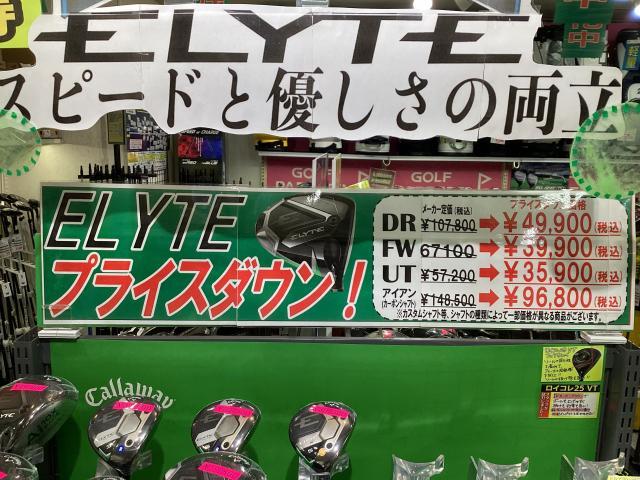 ELYTE
スピードと優しさの両立
GOLF
GOLF
ELYTE
プライスダウン!
ELYTE
メーカー定価(税込)
DR ¥107,800 ➡ ¥49,900(税込)
FW 67100 ➡ ¥39,900(税込)
UT ¥57,200 ➡ ¥35,900(税込)
アイアン
(カーボンシャフト) ¥148,500 ➡ ¥96,800(税込)
※カスタムシャフト等、シャフトの種類によって一部価格が異なる商品がございます。
Callaway
ELYTE
ロイコレ25 VT